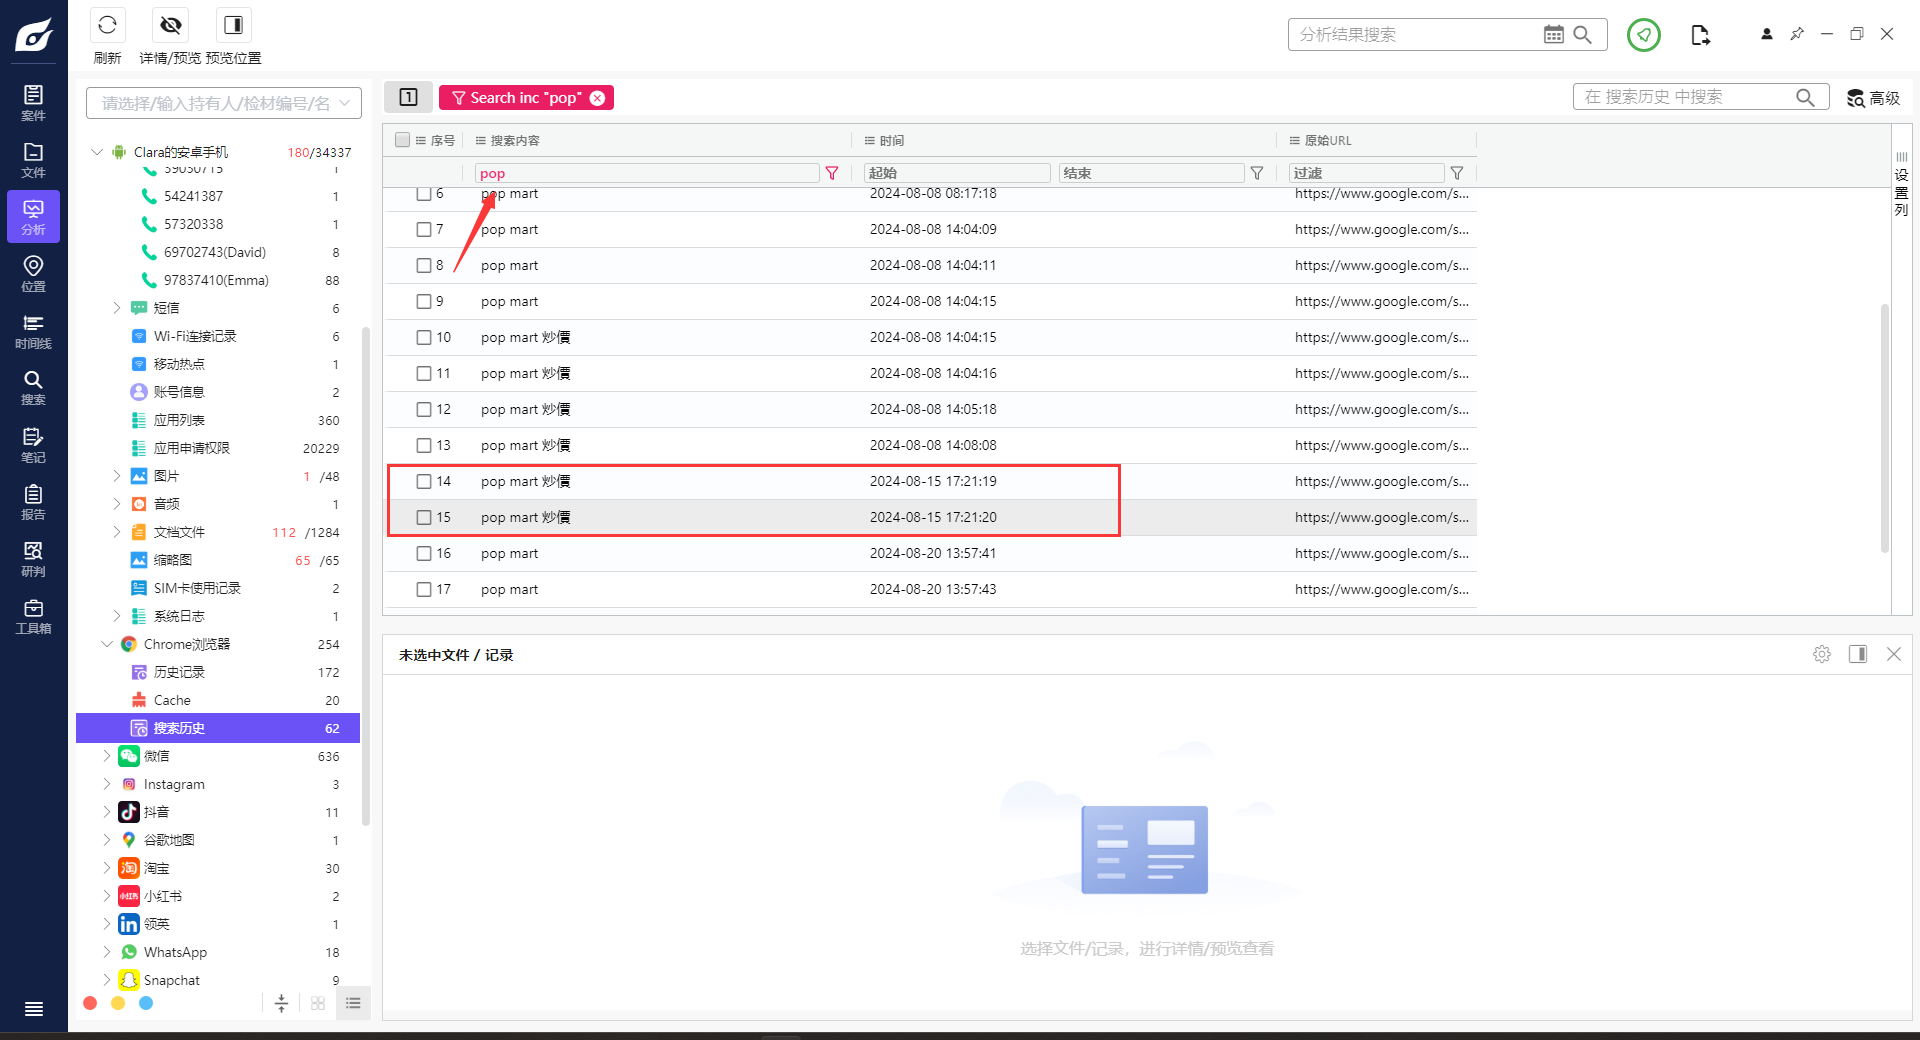 刷新
详情/预览
预览位置
分析结果搜索
案件
文件
分析
位置
时间线
搜索
笔记
报告
研判
工具箱
请选择/输入持有人/检材编号/名
Clara的安卓手机 180/34337
59050715 1
54241387 1
57320338 1
69702743(David) 8
97837410(Emma) 88
短信 6
Wi-Fi连接记录 6
移动热点 1
账号信息 2
应用列表 360
应用申请权限 20229
图片 1 /48
音频 1
文档文件 112 /1284
缩略图 65 /65
SIM卡使用记录 2
系统日志 1
Chrome浏览器 254
历史记录 172
Cache 20
搜索历史 62
微信 636
Instagram 3
抖音 11
谷歌地图 1
淘宝 30
小红书 2
领英 1
WhatsApp 18
Snapchat 9
1 Search inc "pop"
在 搜索历史 中搜索
高级
序号 搜索内容 时间 原始URL
pop 起始 结束 过滤
6 pop mart 2024-08-08 08:17:18 https://www.google.com/s...
7 pop mart 2024-08-08 14:04:09 https://www.google.com/s...
8 pop mart 2024-08-08 14:04:11 https://www.google.com/s...
9 pop mart 2024-08-08 14:04:15 https://www.google.com/s...
10 pop mart 炒價 2024-08-08 14:04:15 https://www.google.com/s...
11 pop mart 炒價 2024-08-08 14:04:16 https://www.google.com/s...
12 pop mart 炒價 2024-08-08 14:05:18 https://www.google.com/s...
13 pop mart 炒價 2024-08-08 14:08:08 https://www.google.com/s...
14 pop mart 炒價 2024-08-15 17:21:19 https://www.google.com/s...
15 pop mart 炒價 2024-08-15 17:21:20 https://www.google.com/s...
16 pop mart 2024-08-20 13:57:41 https://www.google.com/s...
17 pop mart 2024-08-20 13:57:43 https://www.google.com/s...
设置列
未选中文件 / 记录
选择文件/记录，进行详情/预览查看